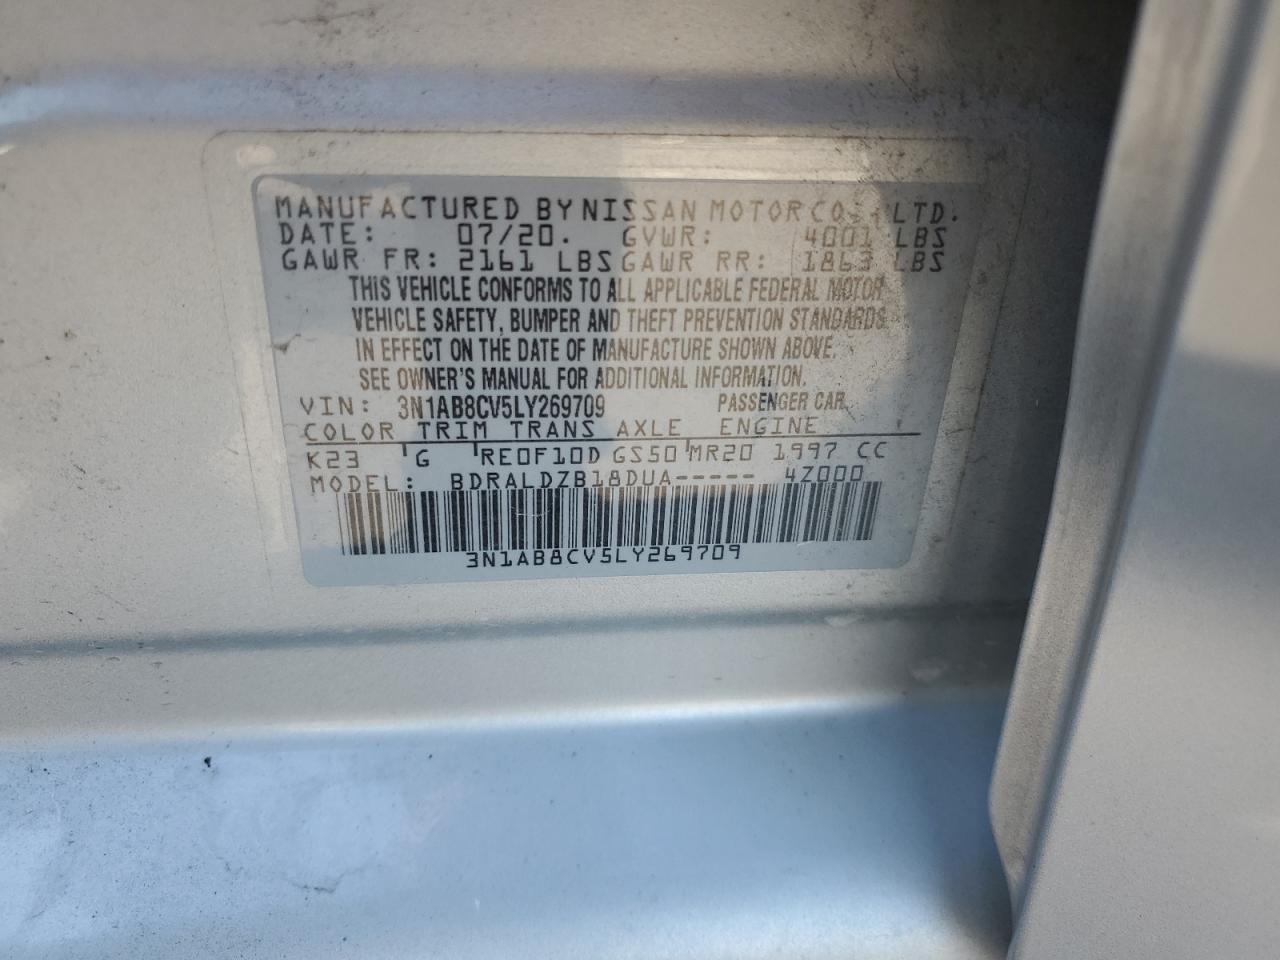 MANUFACTURED BY NISSAN MOTOR CO., LTD.
DATE: 07/20. GVWR: 4001 LBS
GAWR FR: 2161 LBS GAWR RR: 1863 LBS
THIS VEHICLE CONFORMS TO ALL APPLICABLE FEDERAL MOTOR
VEHICLE SAFETY, BUMPER AND THEFT PREVENTION STANDARDS
IN EFFECT ON THE DATE OF MANUFACTURE SHOWN ABOVE.
SEE OWNER'S MANUAL FOR ADDITIONAL INFORMATION.
VIN: 3N1AB8CV5LY269709 PASSENGER CAR
COLOR TRIM TRANS AXLE ENGINE
K23 G RE0F10D GS50 MR20 1997 CC
MODEL: BDRALDZB18DUA----- 4Z000
3N1AB8CV5LY269709